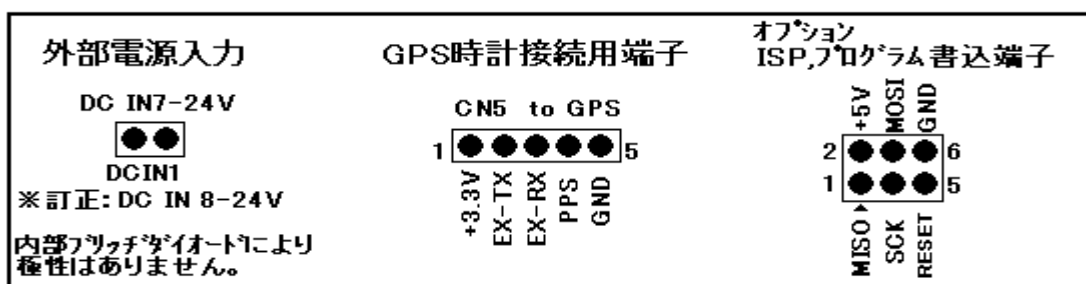 外部電源入力
DC IN7-24V
DCIN1
※訂正: DC IN 8-24V
内部ﾌﾞﾘｯﾁﾞﾀﾞｲｵｰﾄﾞにより
極性はありません。
GPS時計接続用端子
CN5 to GPS
1 5
+3.3V
EX-TX
EX-RX
PPS
GND
オプション
ISP,ﾌﾟﾛｸﾞﾗﾑ書込端子
+5V
MOSI
GND
2 6
1 5
MISO
SCK
RESET